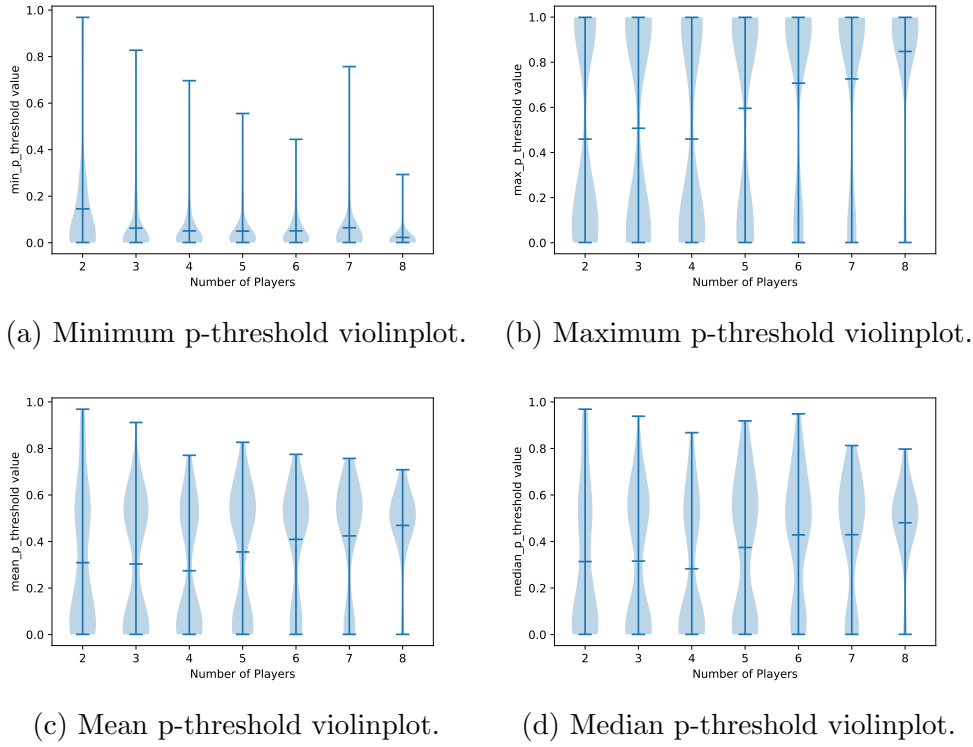 1.0
0.8
0.6
0.4
0.2
0.0
min_p_threshold value
2 3 4 5 6 7 8
Number of Players
(a) Minimum p-threshold violinplot.
1.0
0.8
0.6
0.4
0.2
0.0
max_p_threshold value
2 3 4 5 6 7 8
Number of Players
(b) Maximum p-threshold violinplot.
1.0
0.8
0.6
0.4
0.2
0.0
mean_p_threshold value
2 3 4 5 6 7 8
Number of Players
(c) Mean p-threshold violinplot.
1.0
0.8
0.6
0.4
0.2
0.0
median_p_threshold value
2 3 4 5 6 7 8
Number of Players
(d) Median p-threshold violinplot.